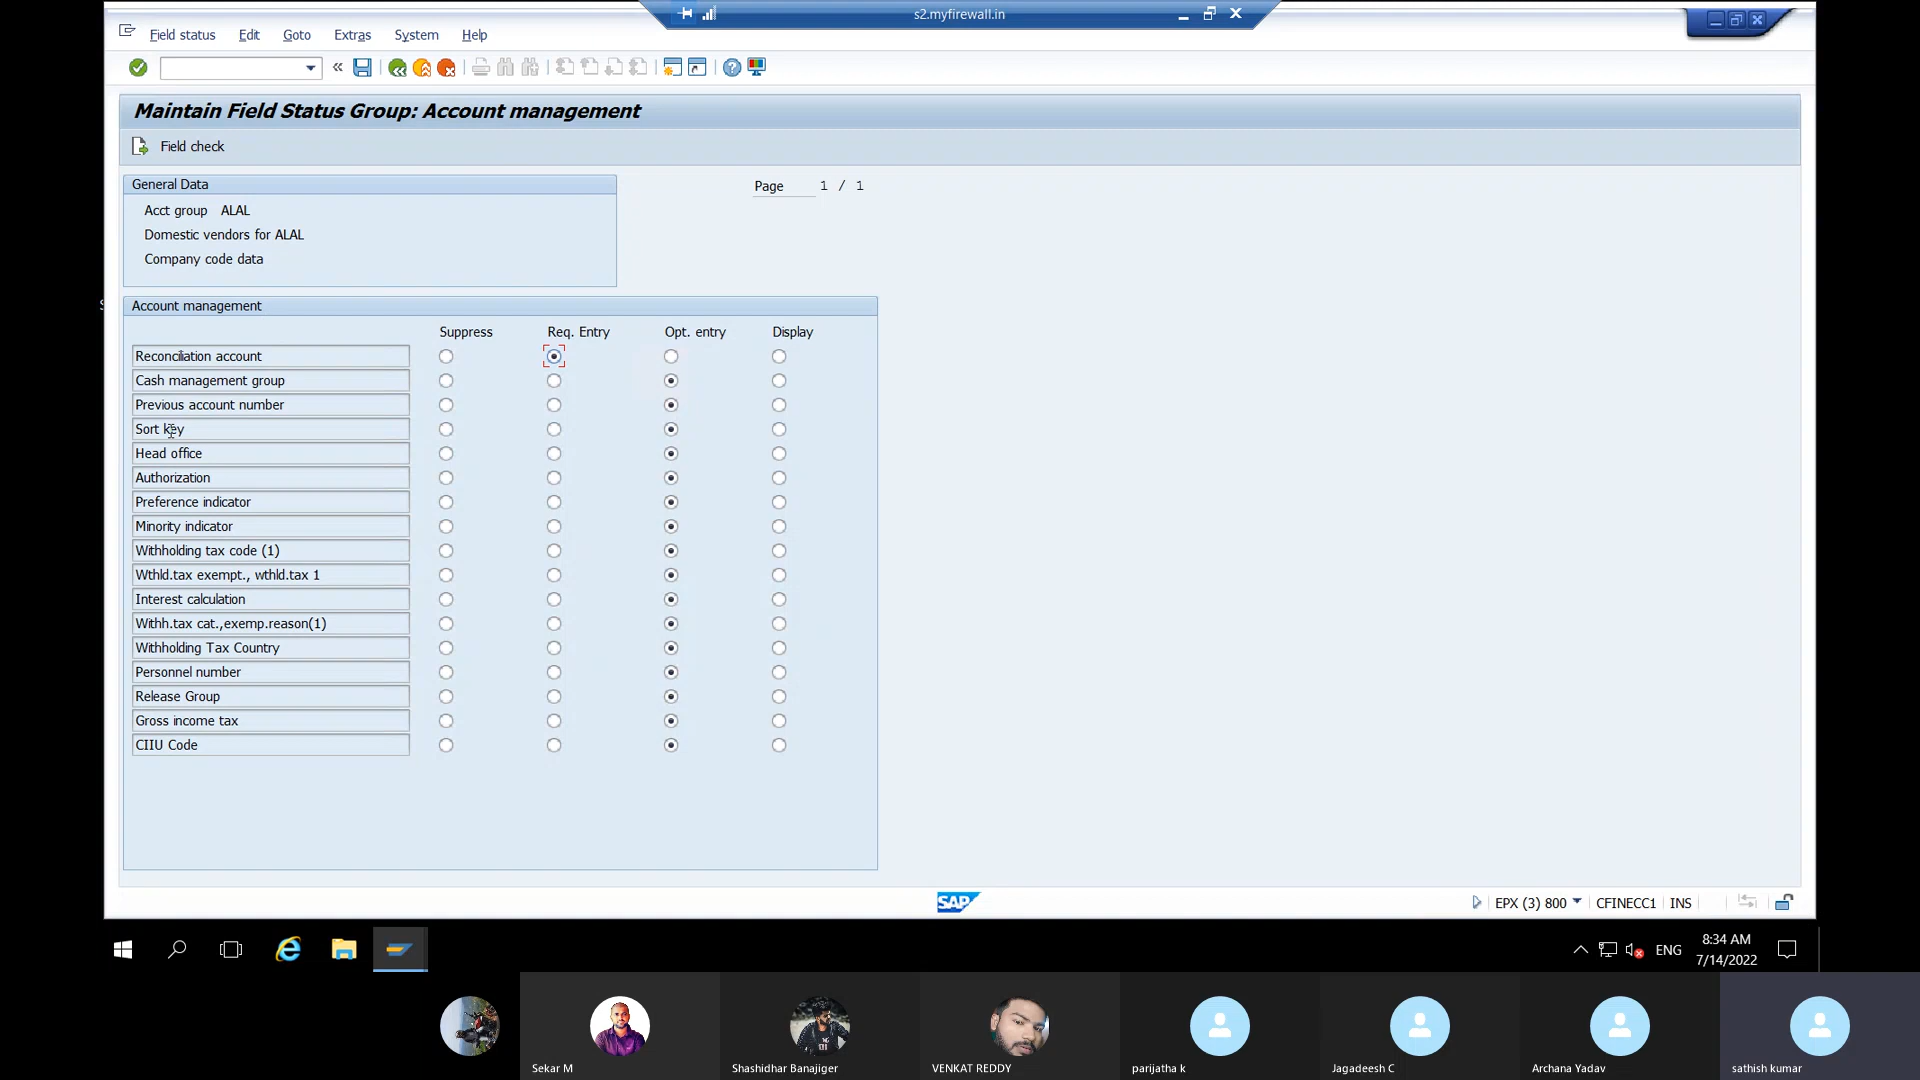 s2.myfirewall.in
Field status Edit Goto Extras System Help
Maintain Field Status Group: Account management
Field check
General Data
Page 1 / 1
Acct group ALAL
Domestic vendors for ALAL
Company code data
Account management
Suppress Req. Entry Opt. entry Display
Reconciliation account
Cash management group
Previous account number
Sort key
Head office
Authorization
Preference indicator
Minority indicator
Withholding tax code (1)
Wthld.tax exempt., wthld.tax 1
Interest calculation
Withh.tax cat.,exemp.reason(1)
Withholding Tax Country
Personnel number
Release Group
Gross income tax
CIIU Code
SAP
EPX (3) 800 CFINECC1 INS
ENG
8:34 AM
7/14/2022
Sekar M
Shashidhar Banajiger
VENKAT REDDY
parijatha k
Jagadeesh C
Archana Yadav
sathish kumar